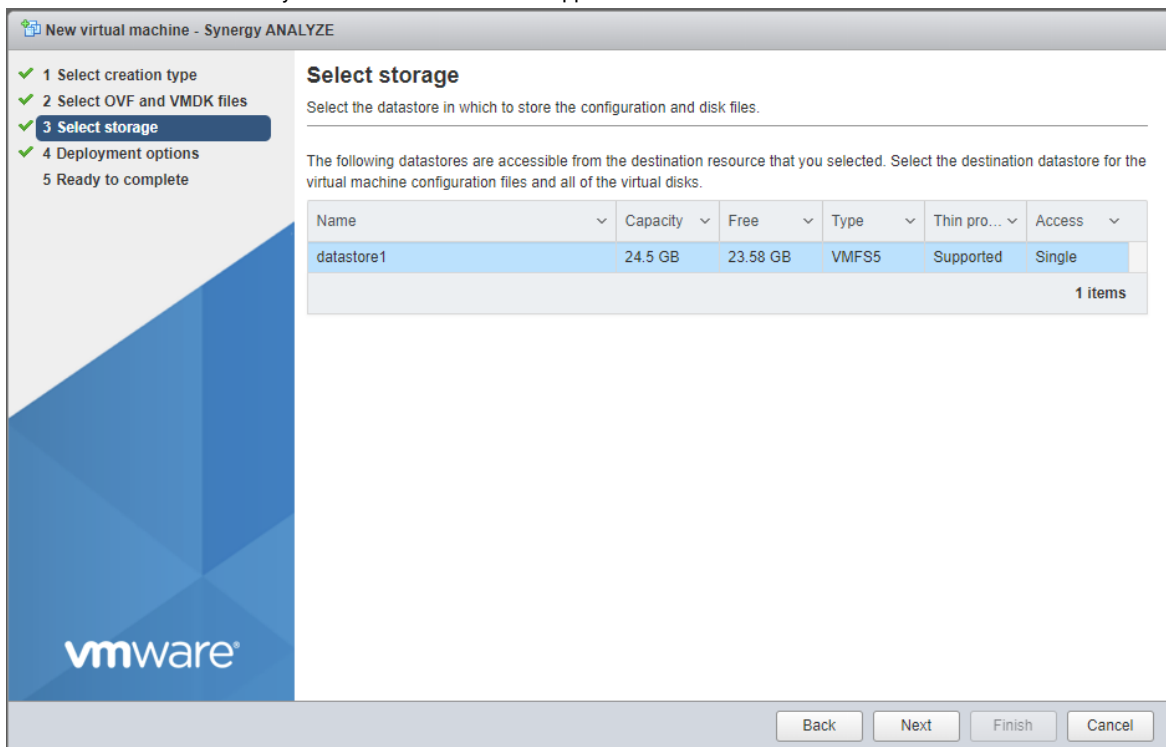 New virtual machine - Synergy ANALYZE
1 Select creation type
2 Select OVF and VMDK files
3 Select storage
4 Deployment options
5 Ready to complete
Select storage
Select the datastore in which to store the configuration and disk files.
The following datastores are accessible from the destination resource that you selected. Select the destination datastore for the
virtual machine configuration files and all of the virtual disks.
Name Capacity Free Type Thin pro... Access
datastore1 24.5 GB 23.58 GB VMFS5 Supported Single
1 items
vmware®
Back Next Finish Cancel